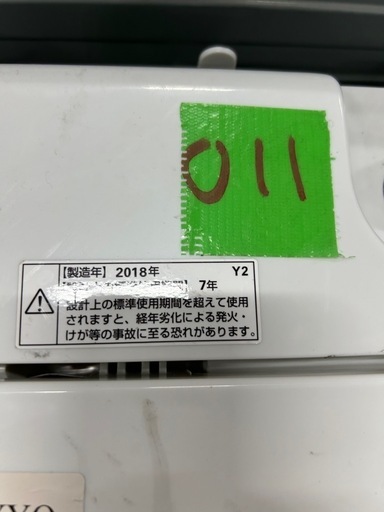 011
【製造年】2018年 Y2
7年
設計上の標準使用期間を超えて使用
されますと、経年劣化による発火・
けが等の事故に至る恐れがあります。